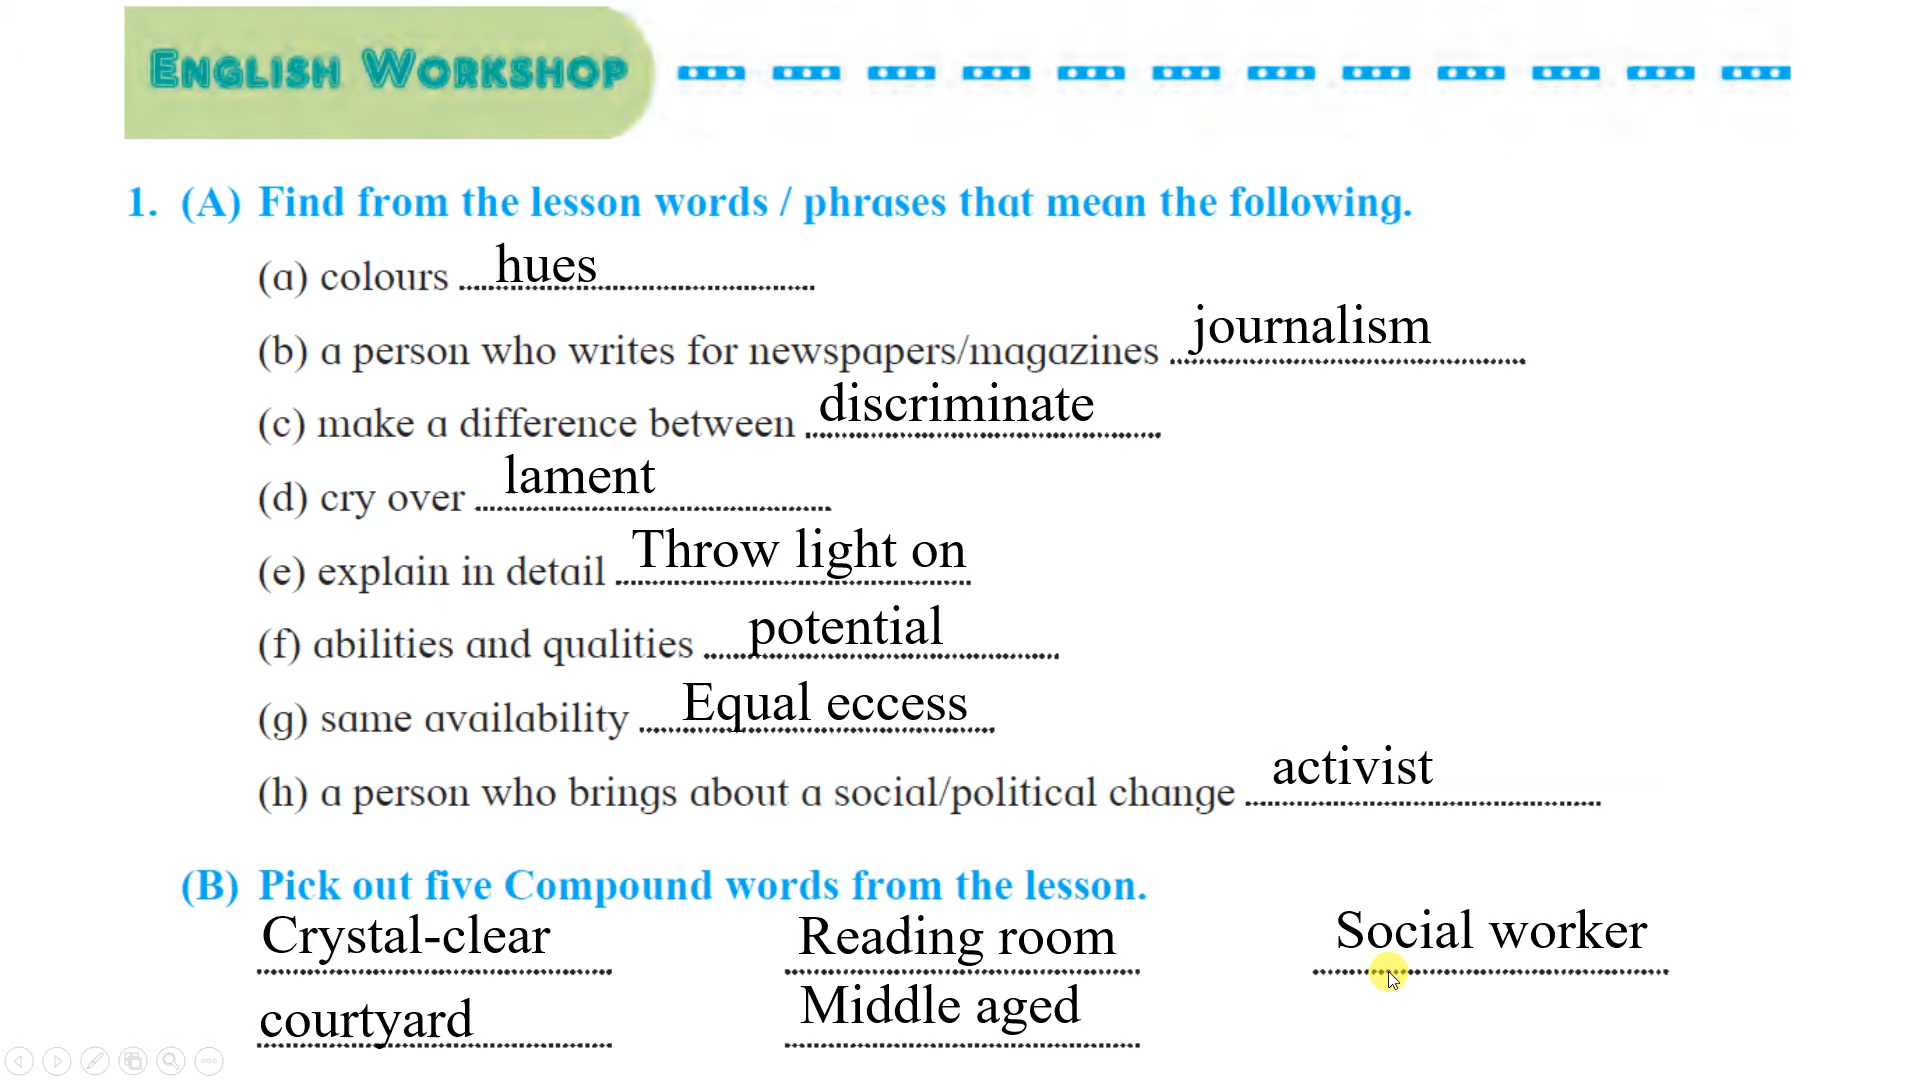 ENGLISH WORKSHOP
1. (A) Find from the lesson words / phrases that mean the following.
(a) colours hues
(b) a person who writes for newspapers/magazines journalism
(c) make a difference between discriminate
(d) cry over lament
(e) explain in detail Throw light on
(f) abilities and qualities potential
(g) same availability Equal eccess
(h) a person who brings about a social/political change activist
(B) Pick out five Compound words from the lesson.
Crystal-clear Reading room Social worker
courtyard Middle aged